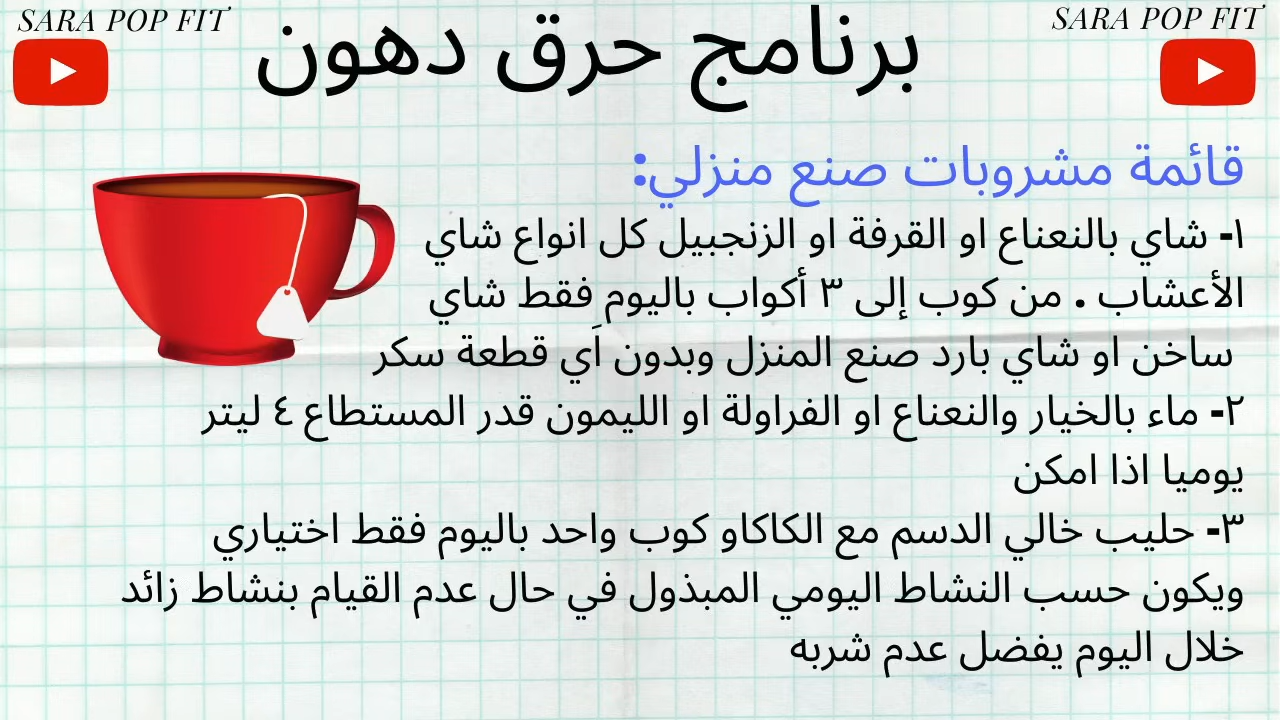 SARA POP FIT
SARA POP FIT
برنامج حرق دهون
قائمة مشروبات صنع منزلي:
١- شاي بالنعناع او القرفة او الزنجبيل كل انواع شاي
الأعشاب . من كوب إلى ٣ أكواب باليوم فقط شاي
ساخن او شاي بارد صنع المنزل وبدون اَي قطعة سكر
٢- ماء بالخيار والنعناع او الفراولة او الليمون قدر المستطاع ٤ ليتر
يوميا اذا امكن
٣- حليب خالي الدسم مع الكاكاو كوب واحد باليوم فقط اختياري
ويكون حسب النشاط اليومي المبذول في حال عدم القيام بنشاط زائد
خلال اليوم يفضل عدم شربه